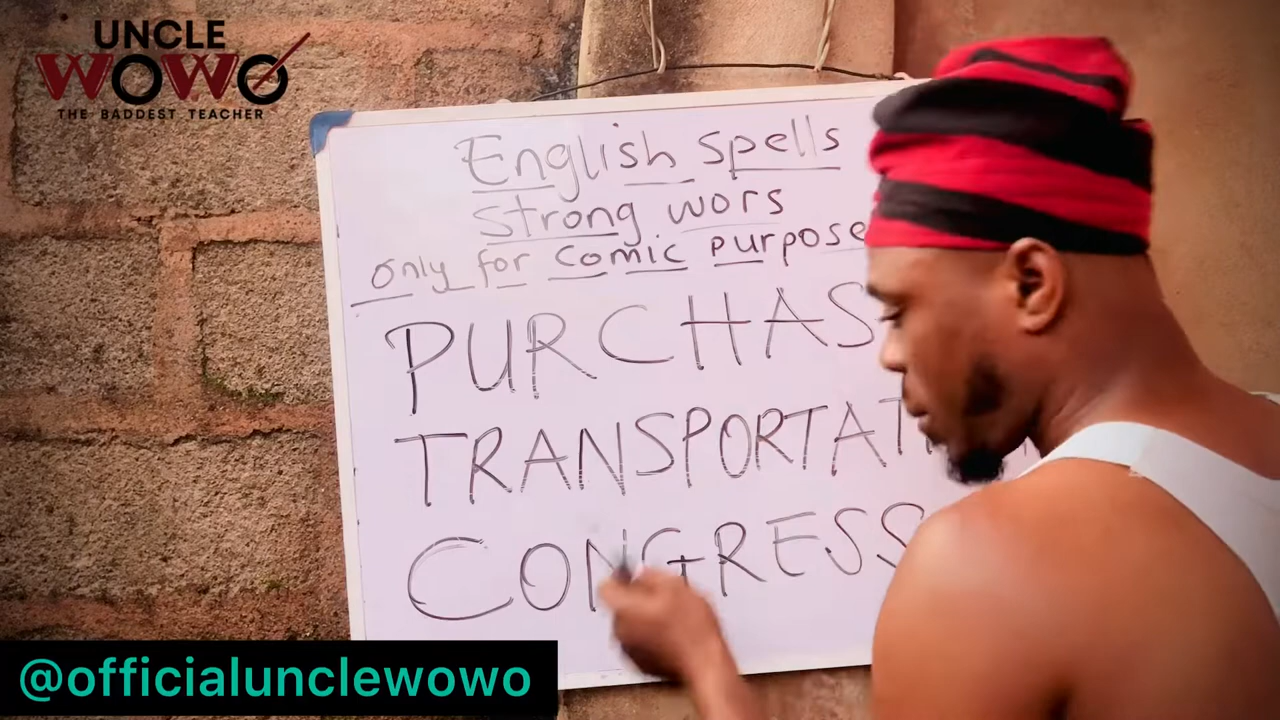 UNCLE
WOWO
THE BADDEST TEACHER
English spells
strong wors
only for comic purpose
PURCHAS
TRANSPORTAT
CONGRESS
@officialunclewowo